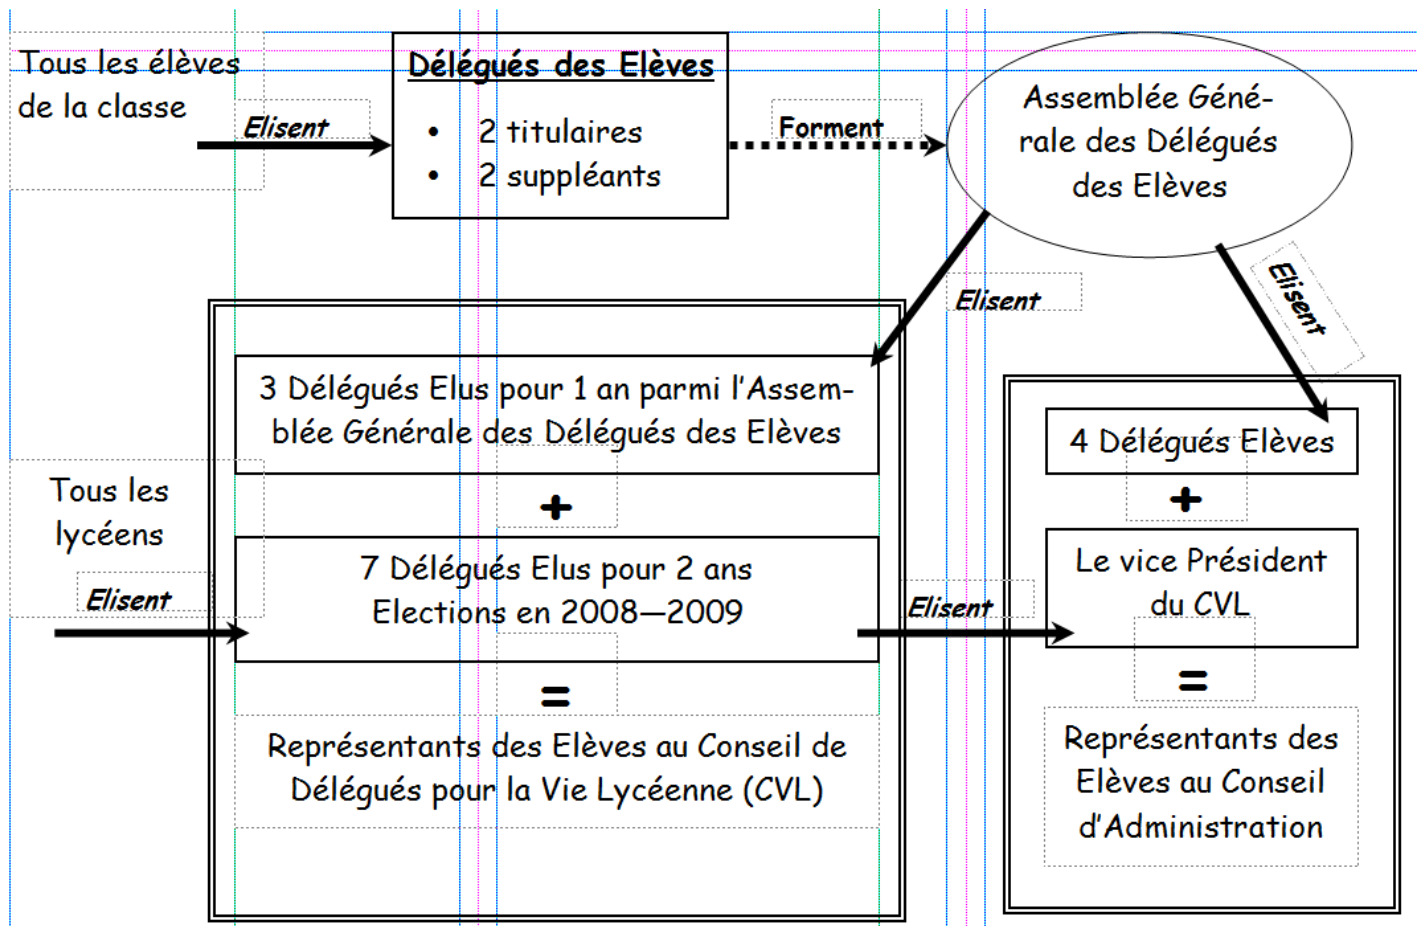 Tous les élèves
de la classe
Elisent
Délégués des Elèves
• 2 titulaires
• 2 suppléants
Forment
Assemblée Géné-
rale des Délégués
des Elèves
Elisent
Elisent
3 Délégués Elus pour 1 an parmi l'Assem-
blée Générale des Délégués des Elèves
+
Tous les
lycéens
Elisent
7 Délégués Elus pour 2 ans
Elections en 2008—2009
=
Représentants des Elèves au Conseil de
Délégués pour la Vie Lycéenne (CVL)
Elisent
4 Délégués Elèves
+
Le vice Président
du CVL
=
Représentants des
Elèves au Conseil
d'Administration